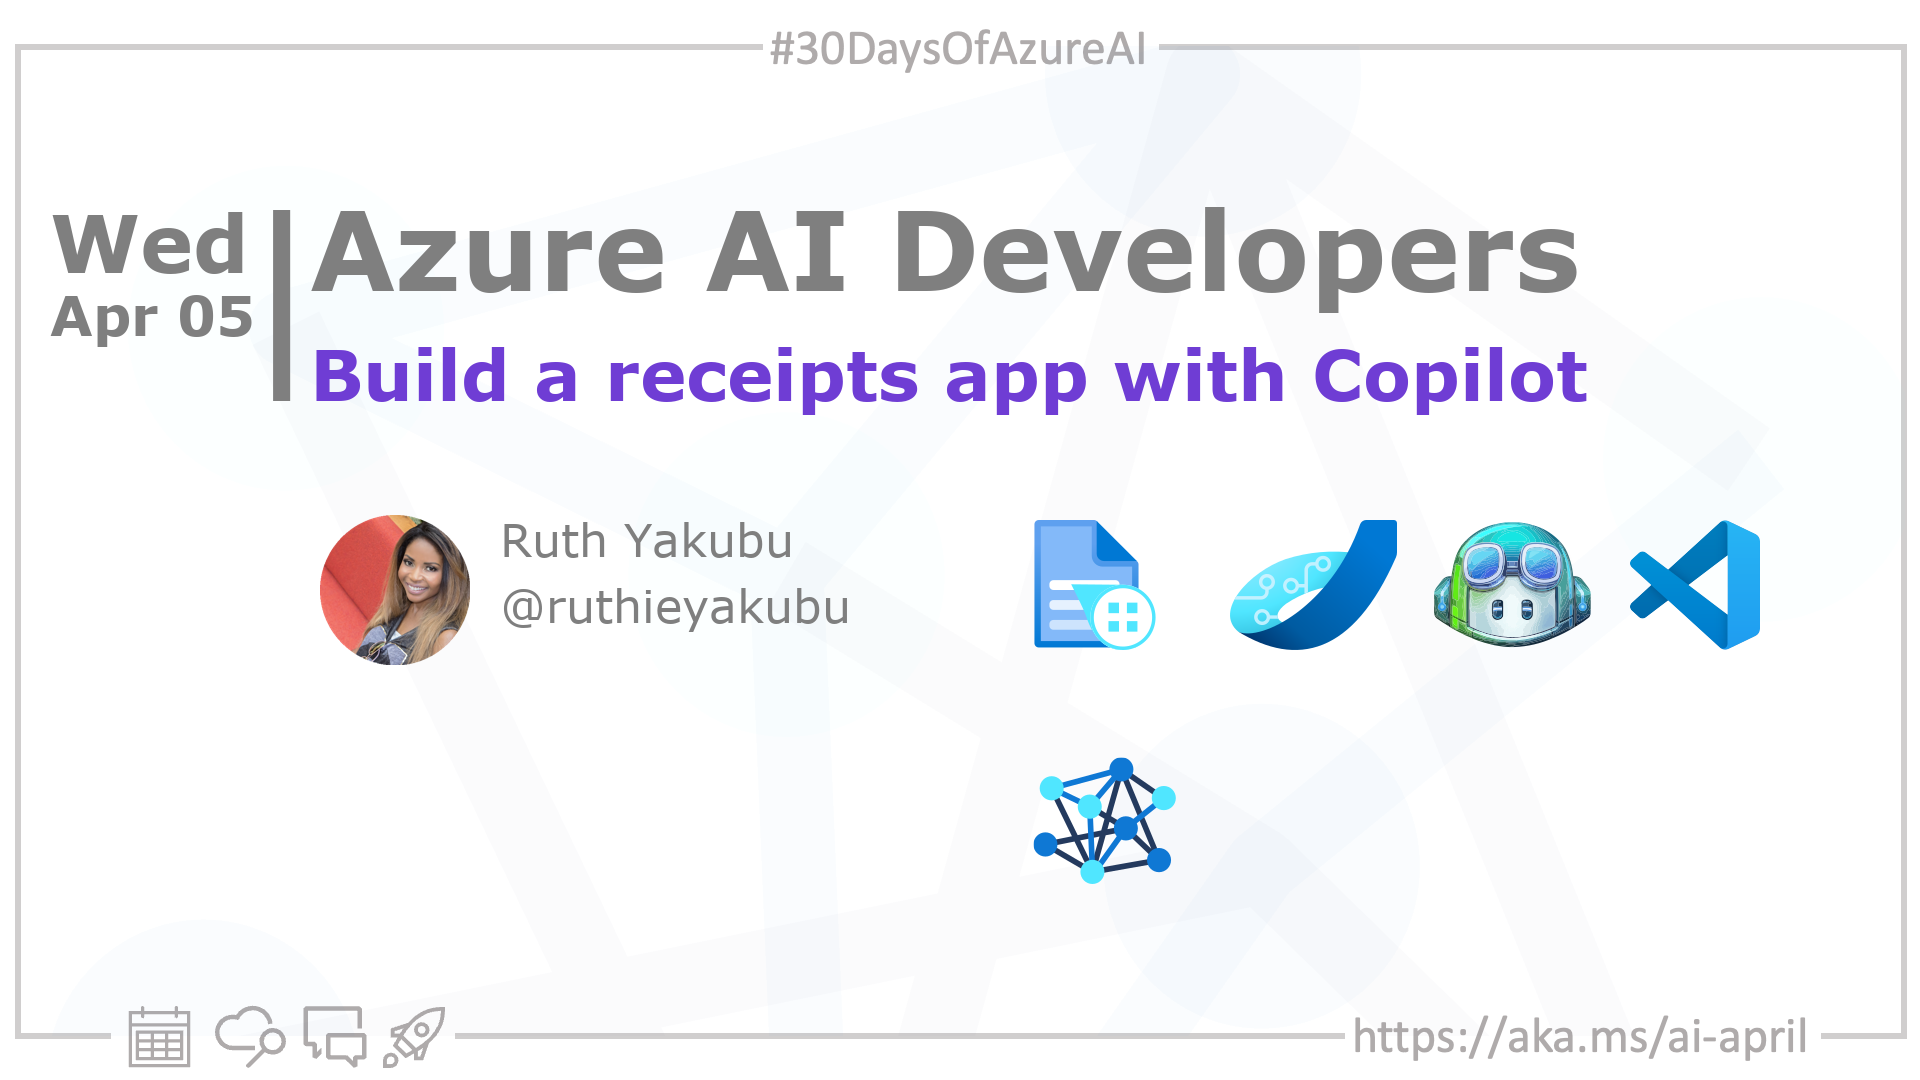 #30DaysOfAzureAI
Wed
Apr 05
Azure AI Developers
Build a receipts app with Copilot
Ruth Yakubu
@ruthieyakubu
https://aka.ms/ai-april